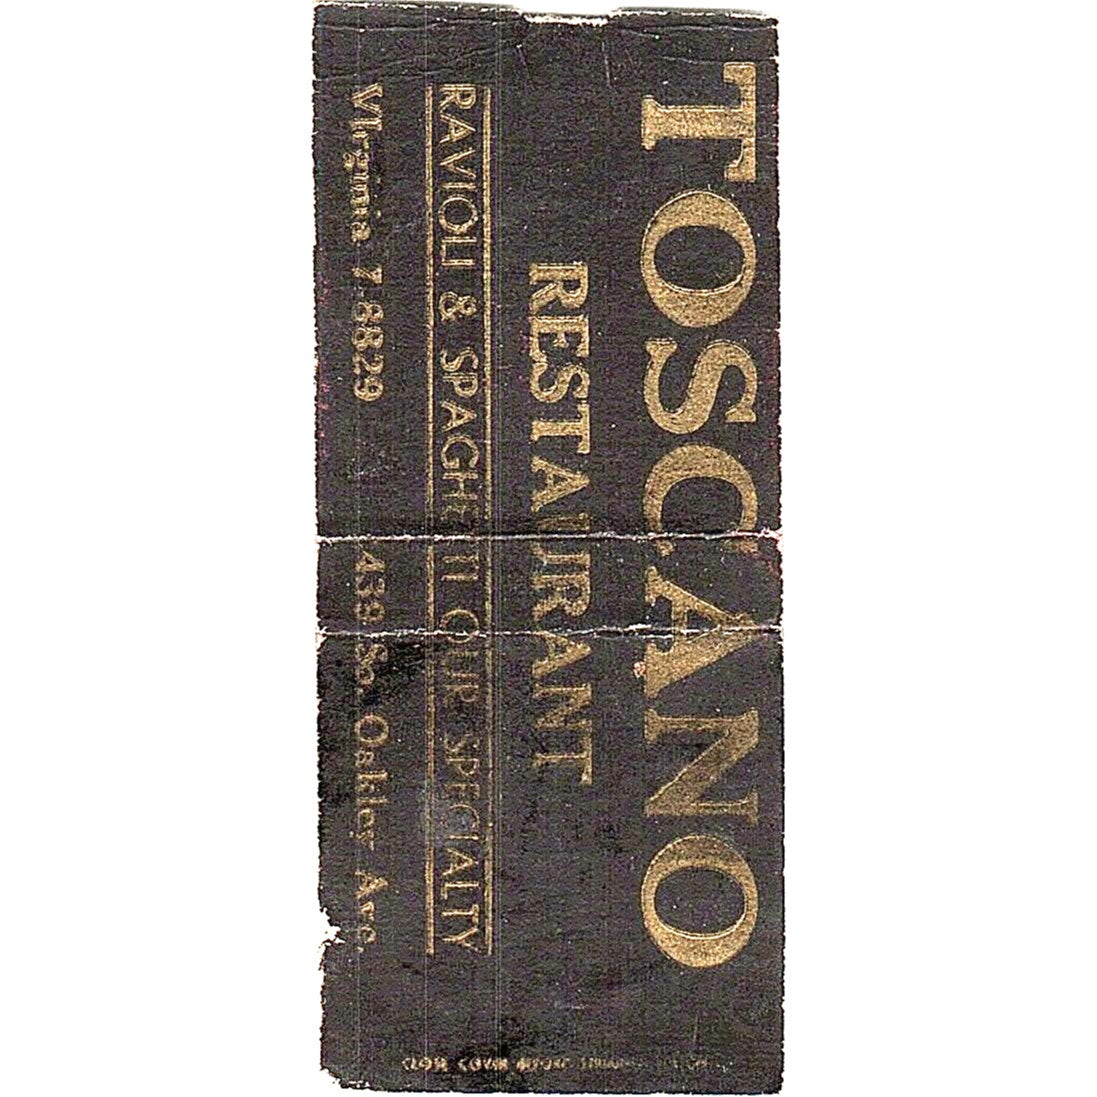 TOSCANO
RESTAURANT
RAVIOLI & SPAGHETTI OUR SPECIALTY
VIrginia 7-8829 439 So. Oakley Ave.